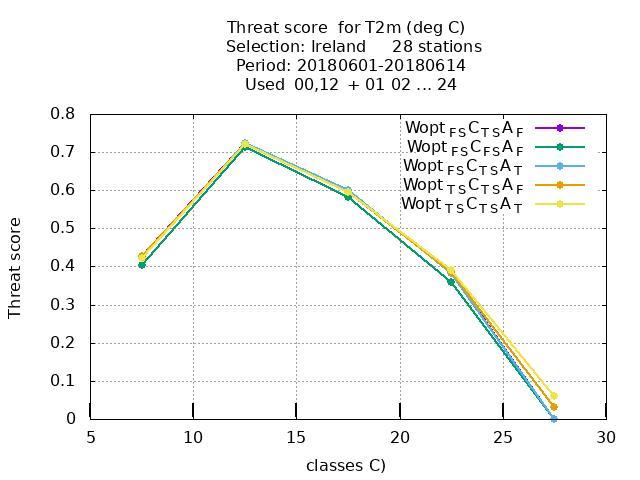 Threat score  for T2m (deg C)
Selection: Ireland     28 stations
Period: 20180601-20180614
Used  00,12  + 01 02 ... 24
Threat score
0.8
0.7
0.6
0.5
0.4
0.3
0.2
0.1
0
5
10
15
20
25
30
classes C)
Wopt FS C TS A F
Wopt FS C FS A F
Wopt FS C TS A T
Wopt TS C TS A F
Wopt TS C TS A T